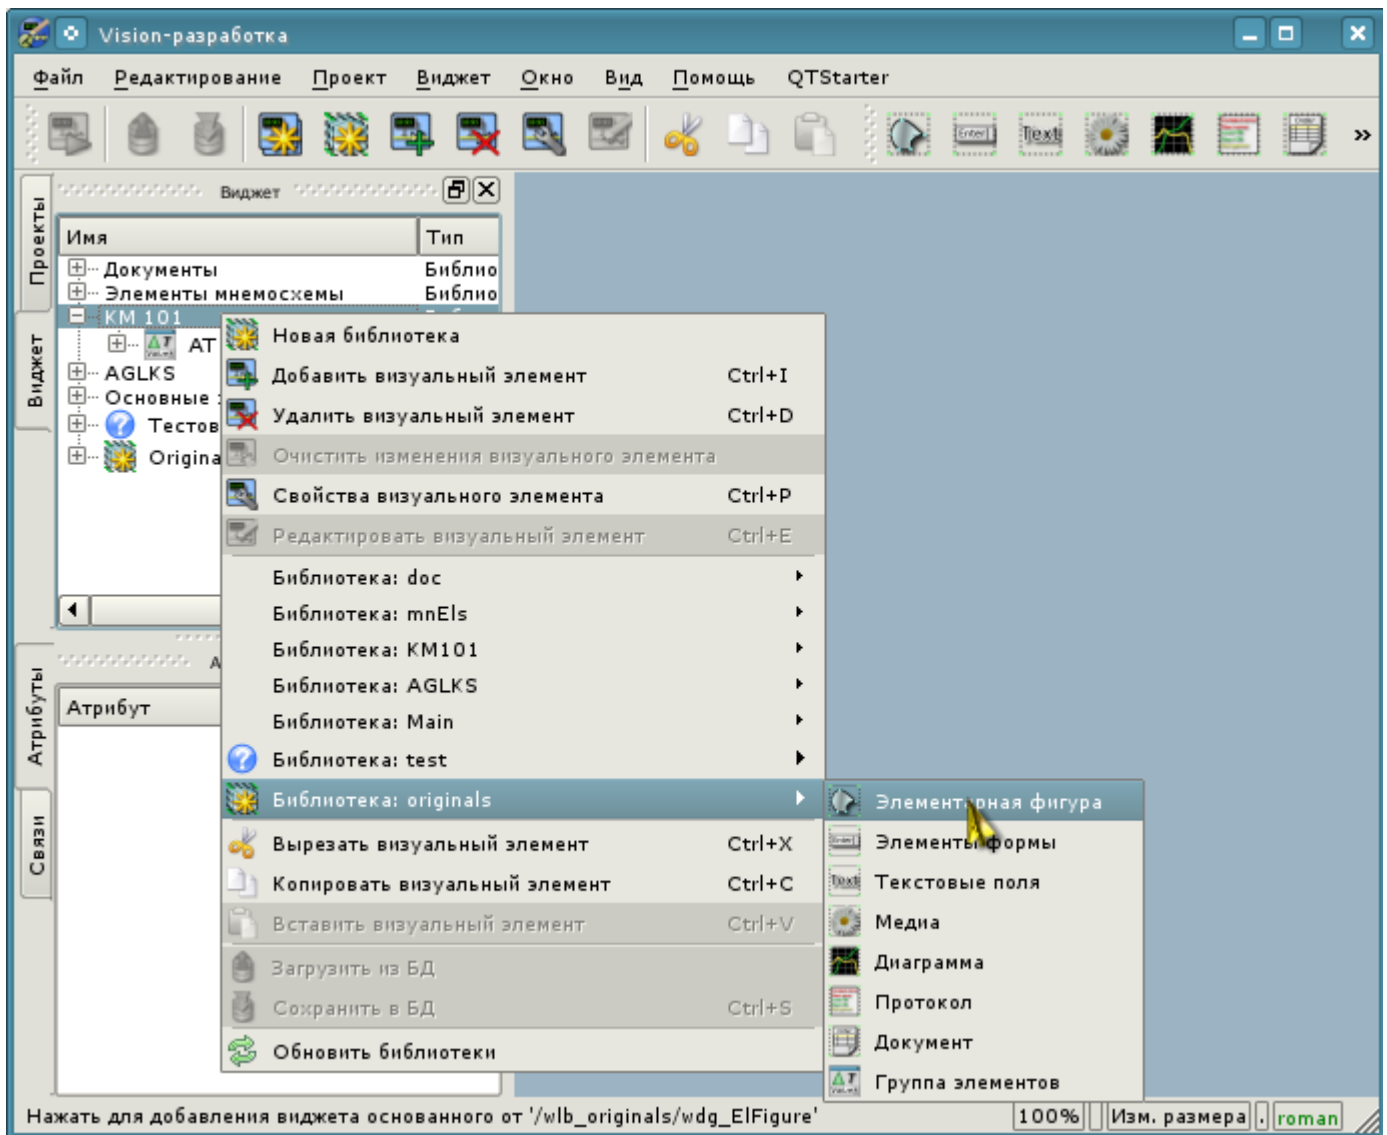 Vision-разработка
Файл Редактирование Проект Виджет Окно Вид Помощь QTStarter
Enter
Text
»
Виджет
Проекты
Виджет
Имя Тип
Документы Библио
Элементы мнемосхемы Библио
КМ 101
АТ
AGLKS
Основные
Тестов
Origina
Новая библиотека
Добавить визуальный элемент Ctrl+I
Удалить визуальный элемент Ctrl+D
Очистить изменения визуального элемента
Свойства визуального элемента Ctrl+P
Редактировать визуальный элемент Ctrl+E
Библиотека: doc
Библиотека: mnEls
Библиотека: KM101
Библиотека: AGLKS
Библиотека: Main
Библиотека: test
Библиотека: originals
Вырезать визуальный элемент Ctrl+X
Копировать визуальный элемент Ctrl+C
Вставить визуальный элемент Ctrl+V
Загрузить из БД
Сохранить в БД Ctrl+S
Обновить библиотеки
Атрибуты
Связи
А
Атрибут
Элементарная фигура
Элементы формы
Текстовые поля
Медиа
Диаграмма
Протокол
Документ
Группа элементов
Нажать для добавления виджета основанного от '/wlb_originals/wdg_ElFigure' 100% Изм. размера . roman